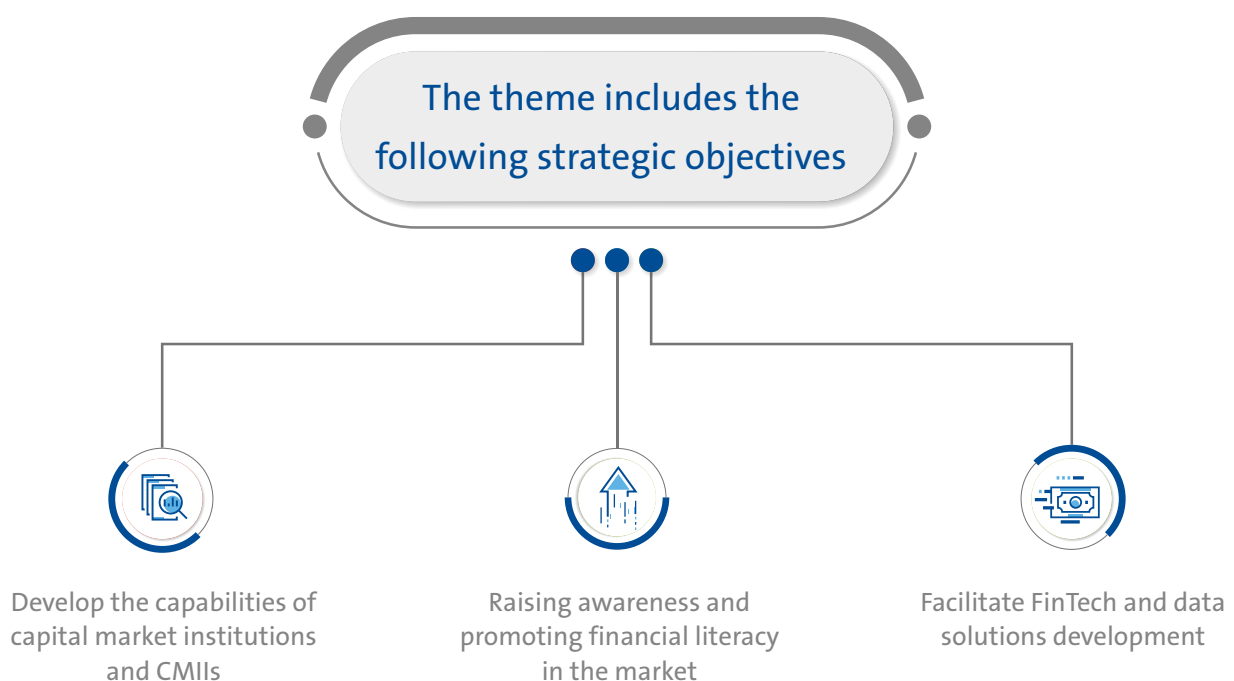 The theme includes the
following strategic objectives
Develop the capabilities of
capital market institutions
and CMIIs
Raising awareness and
promoting financial literacy
in the market
Facilitate FinTech and data
solutions development